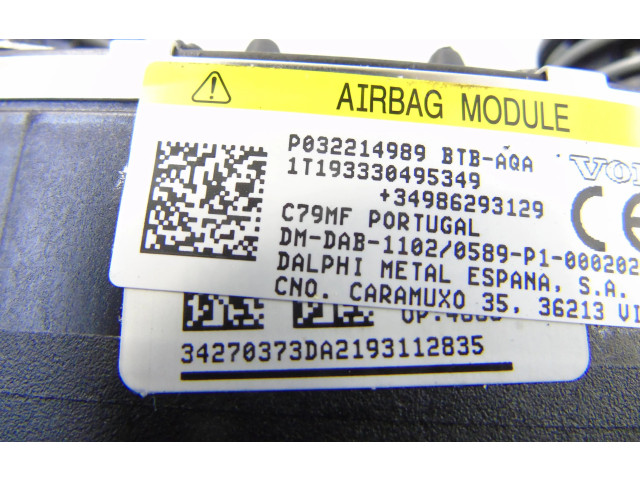 AIRBAG MODULE
P032214989 BTB-AQA
1T193330495349
+34986293129
C79MF PORTUGAL
DM-DAB-1102/0589-P1-000202
DALPHI METAL ESPANA, S.A.
CNO. CARAMUXO 35, 36213 VI
34270373DA2193112835